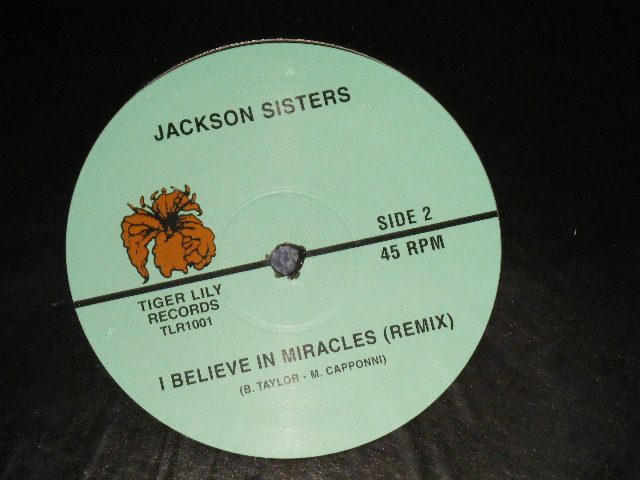 JACKSON SISTERS
SIDE 2
45 RPM
TIGER LILY
RECORDS
TLR1001
I BELIEVE IN MIRACLES (REMIX)
(B. TAYLOR - M. CAPPONNI)